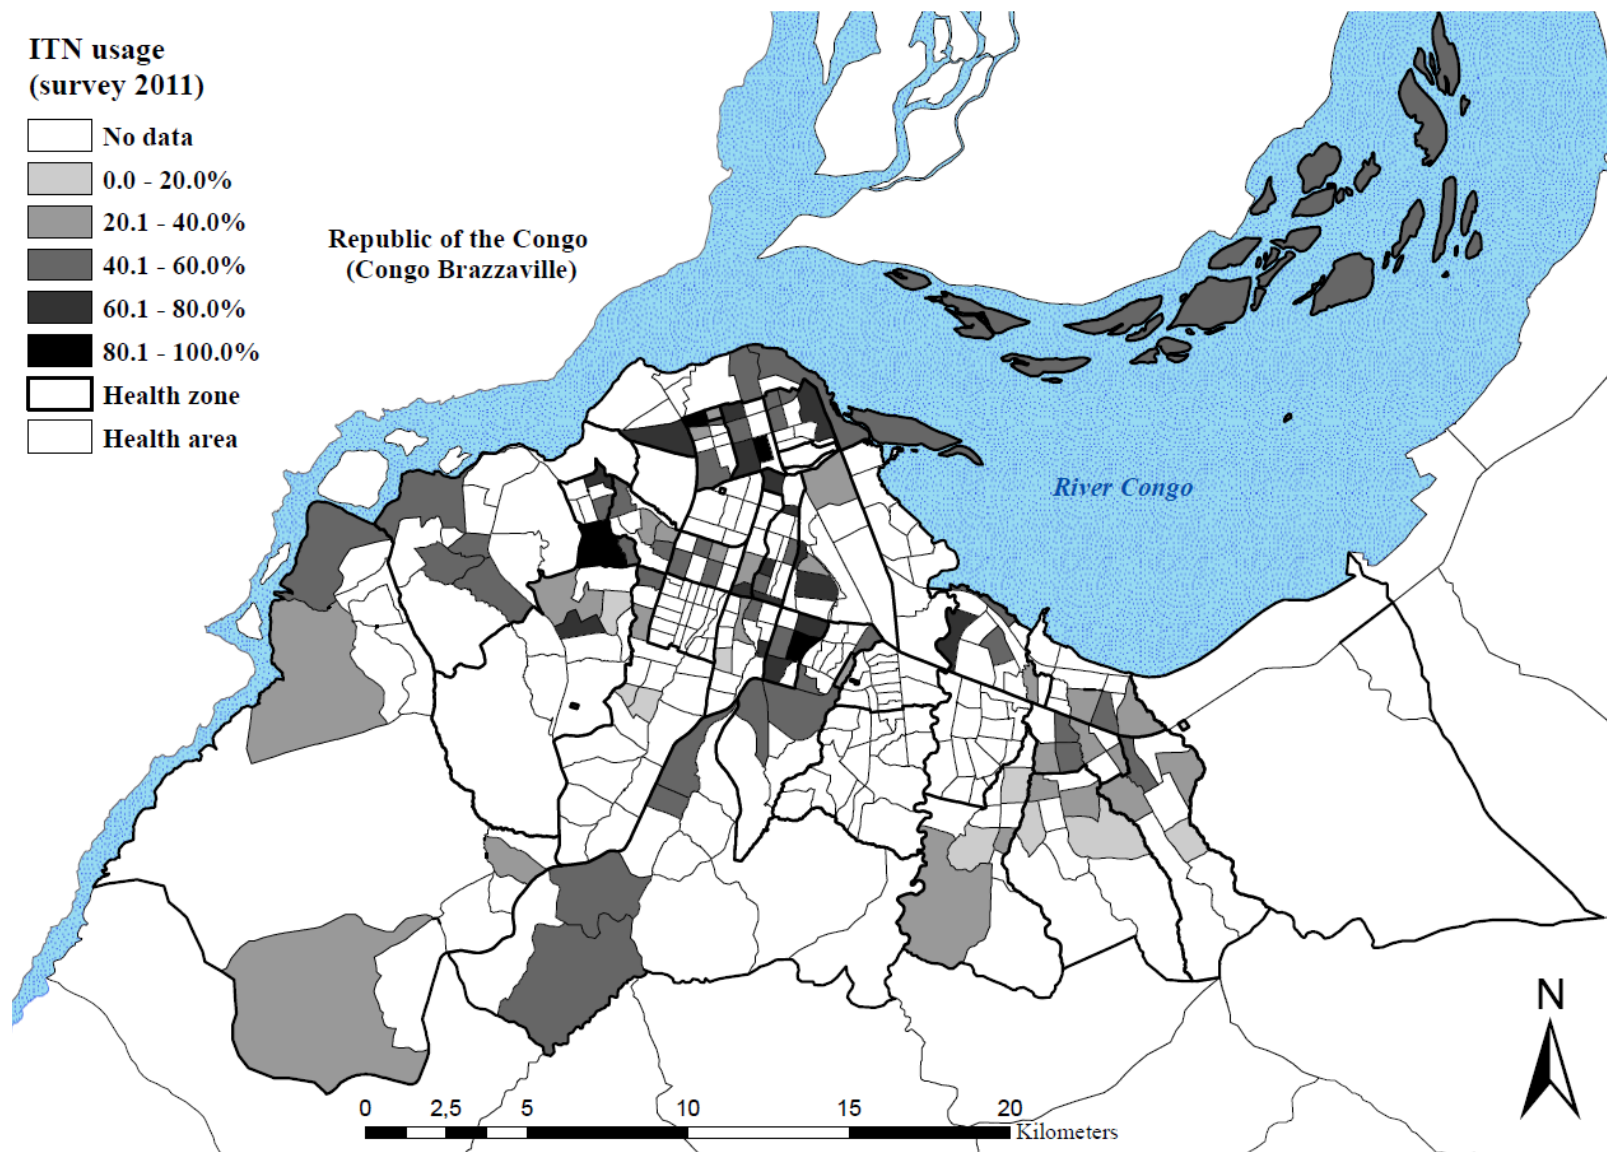 ITN usage
(survey 2011)
No data
0.0 - 20.0%
20.1 - 40.0%
40.1 - 60.0%
60.1 - 80.0%
80.1 - 100.0%
Health zone
Health area
Republic of the Congo
(Congo Brazzaville)
River Congo
N
0 2,5 5 10 15 20
Kilometers